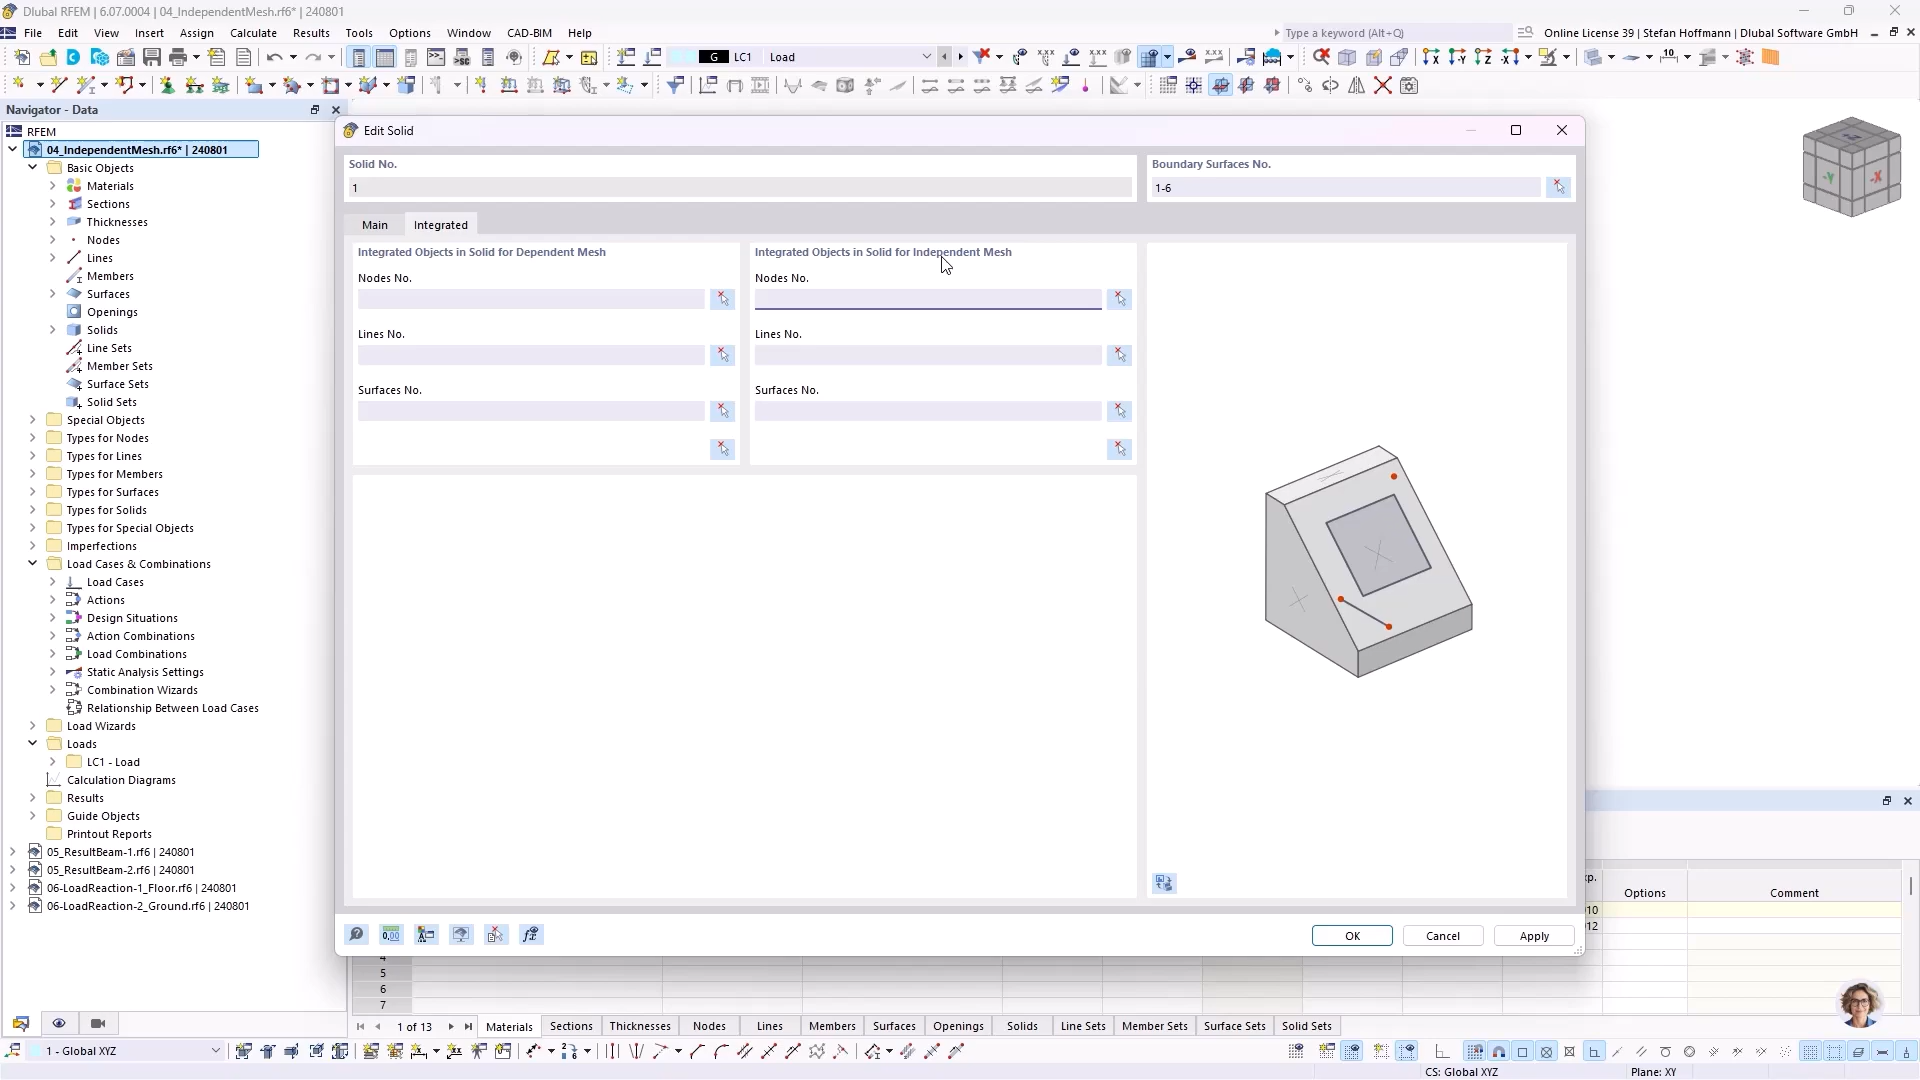 Dlubal RFEM | 6.07.0004 | 04_IndependentMesh.rf6* | 240801
File Edit View Insert Assign Calculate Results Tools Options Window CAD-BIM Help
Type a keyword (Alt+Q)
Online License 39 | Stefan Hoffmann | Dlubal Software GmbH
G LC1 Load
Navigator - Data
RFEM
04_IndependentMesh.rf6* | 240801
Basic Objects
Materials
Sections
Thicknesses
Nodes
Lines
Members
Surfaces
Openings
Solids
Line Sets
Member Sets
Surface Sets
Solid Sets
Special Objects
Types for Nodes
Types for Lines
Types for Members
Types for Surfaces
Types for Solids
Types for Special Objects
Imperfections
Load Cases & Combinations
Load Cases
Actions
Design Situations
Action Combinations
Load Combinations
Static Analysis Settings
Combination Wizards
Relationship Between Load Cases
Load Wizards
Loads
LC1 - Load
Calculation Diagrams
Results
Guide Objects
Printout Reports
05_ResultBeam-1.rf6 | 240801
05_ResultBeam-2.rf6 | 240801
06-LoadReaction-1_Floor.rf6 | 240801
06-LoadReaction-2_Ground.rf6 | 240801
Edit Solid
Solid No.
1
Boundary Surfaces No.
1-6
Main Integrated
Integrated Objects in Solid for Dependent Mesh
Nodes No.
Lines No.
Surfaces No.
Integrated Objects in Solid for Independent Mesh
Nodes No.
Lines No.
Surfaces No.
OK Cancel Apply
-Y -X
Options Comment
5
6
7
1 of 13
Materials Sections Thicknesses Nodes Lines Members Surfaces Openings Solids Line Sets Member Sets Surface Sets Solid Sets
1 - Global XYZ
CS: Global XYZ
Plane: XY